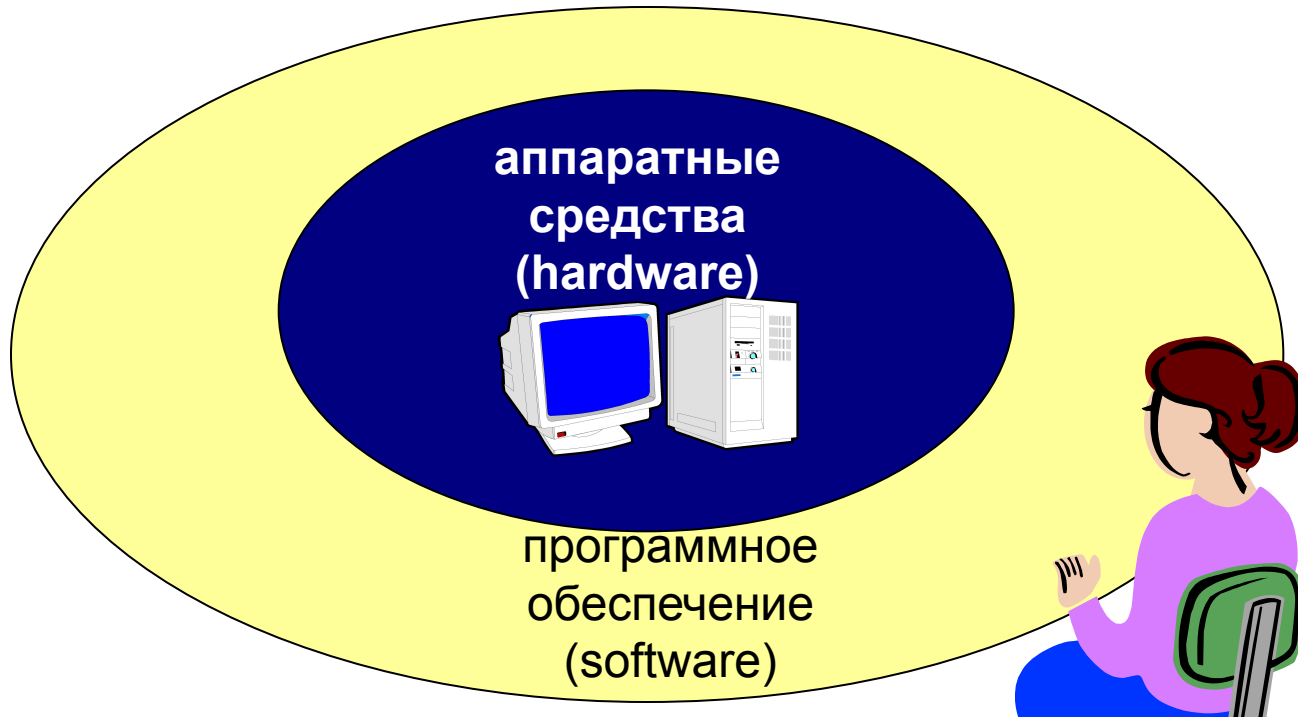 аппаратные
средства
(hardware)
программное
обеспечение
(software)